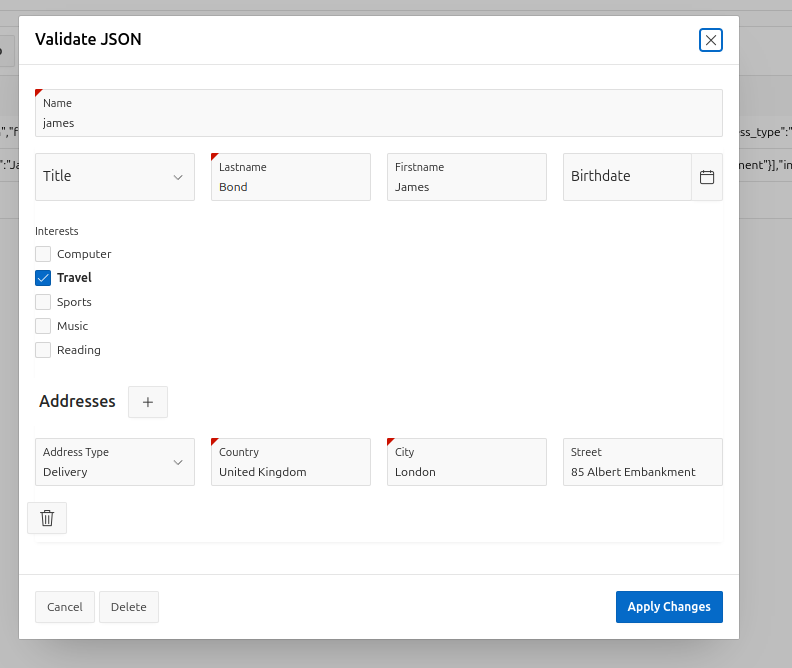 Validate JSON
","f
ess_type":"
":"Ja
ment"}],"in
Name
james
Title
Lastname
Bond
Firstname
James
Birthdate
Interests
Computer
Travel
Sports
Music
Reading
Addresses
Address Type
Delivery
Country
United Kingdom
City
London
Street
85 Albert Embankment
Cancel
Delete
Apply Changes